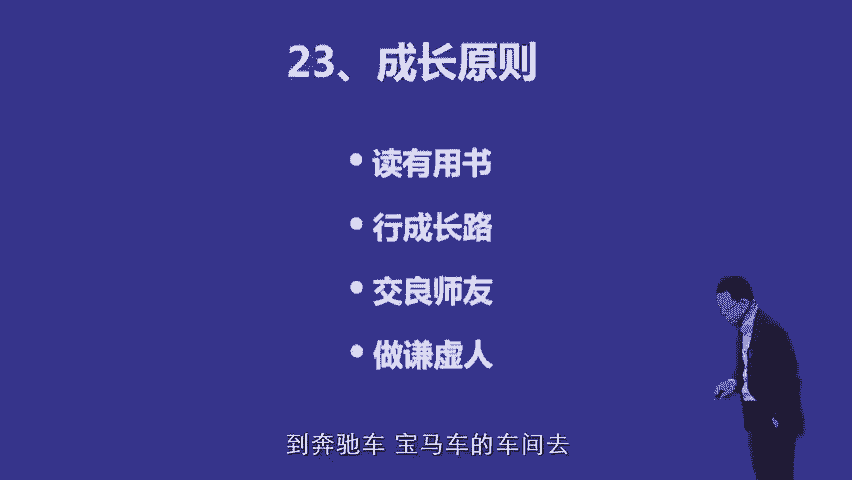 23、成长原则
• 读有用书
• 行成长路
• 交良师友
• 做谦虚人
到奔驰车 宝马车的车间去